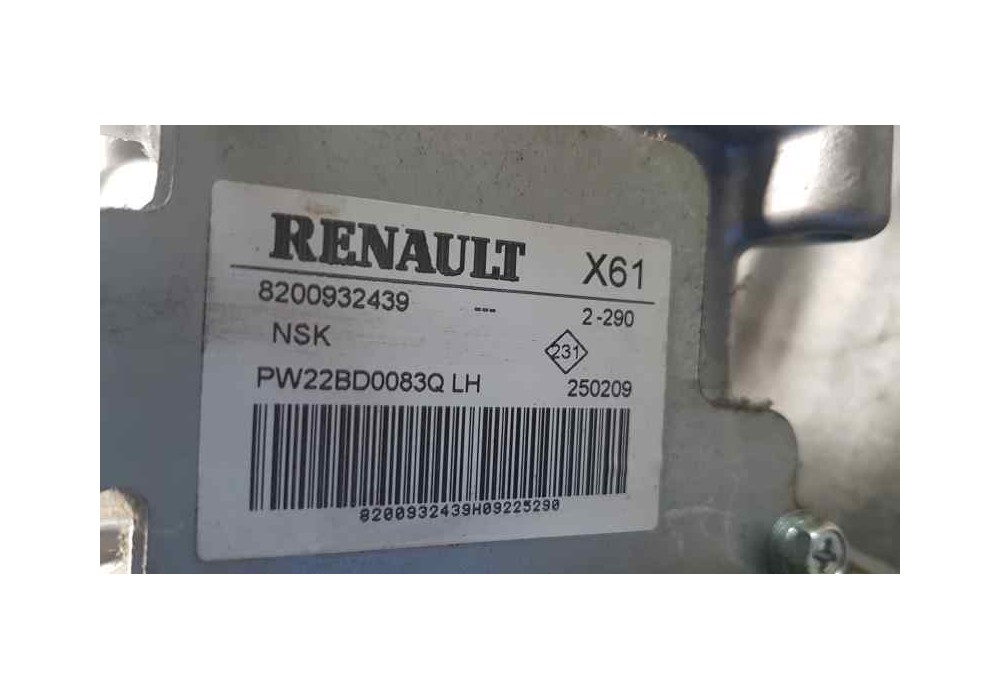 RENAULT X61
8200932439 --- 2-290
NSK 231
PW22BD0083Q LH 250209
8200932439H09225290